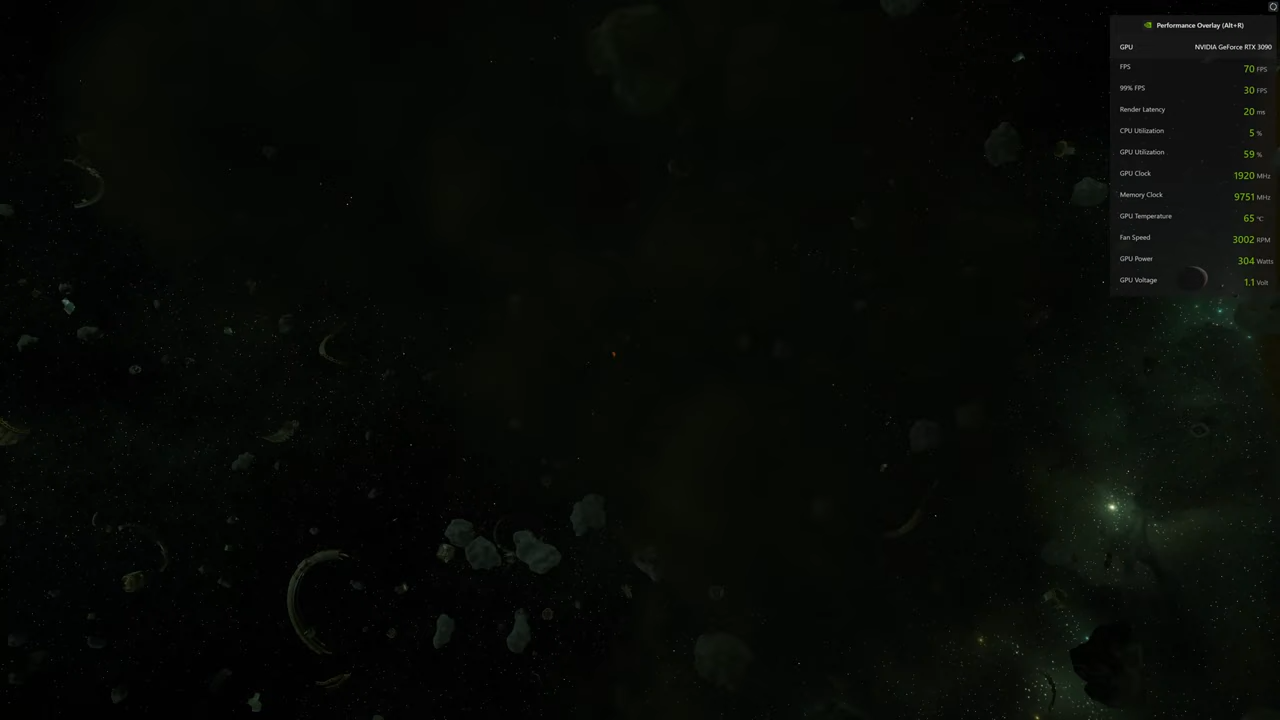 Performance Overlay (Alt+R)
GPU NVIDIA GeForce RTX 3090
FPS 70 FPS
99% FPS 30 FPS
Render Latency 20 ms
CPU Utilization 5 %
GPU Utilization 59 %
GPU Clock 1920 MHz
Memory Clock 9751 MHz
GPU Temperature 65 °C
Fan Speed 3002 RPM
GPU Power 304 Watts
GPU Voltage 1.1 Volt